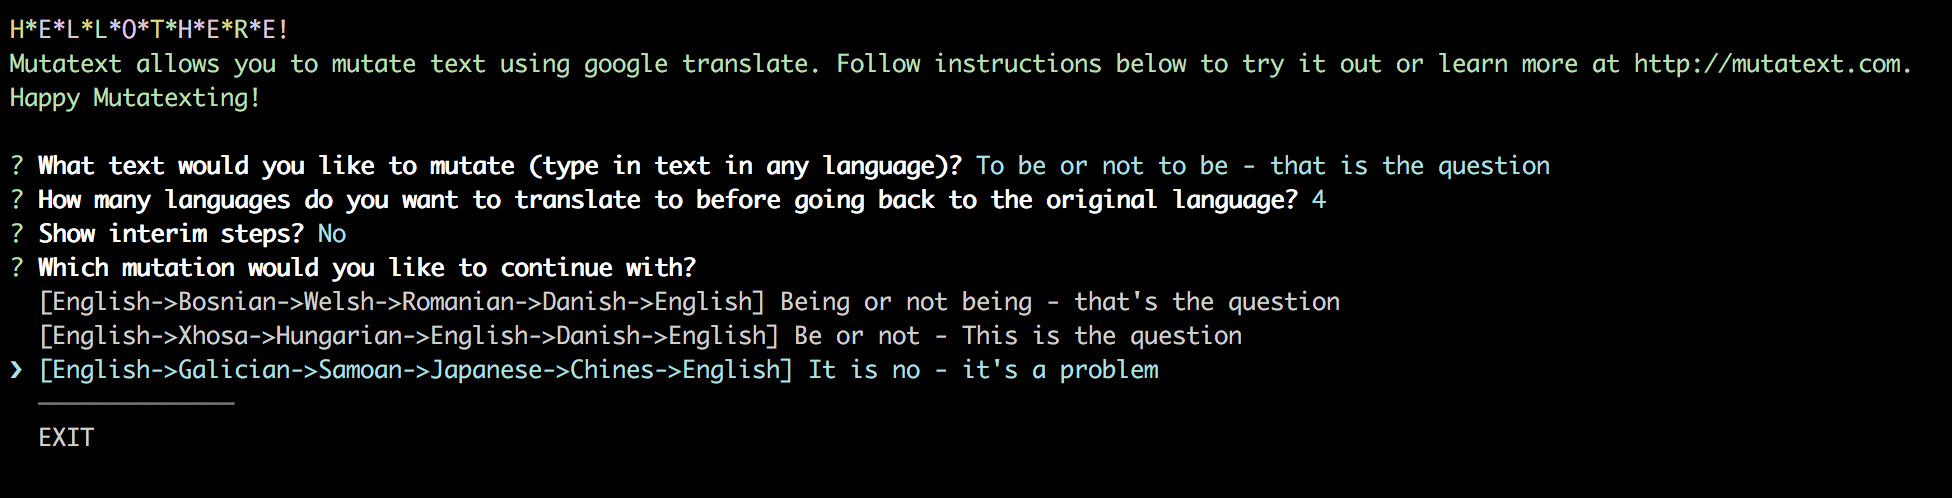 H*E*L*L*O*T*H*E*R*E!
Mutatext allows you to mutate text using google translate. Follow instructions below to try it out or learn more at http://mutatext.com.
Happy Mutatexting!
? What text would you like to mutate (type in text in any language)? To be or not to be - that is the question
? How many languages do you want to translate to before going back to the original language? 4
? Show interim steps? No
? Which mutation would you like to continue with?
[English->Bosnian->Welsh->Romanian->Danish->English] Being or not being - that's the question
[English->Xhosa->Hungarian->English->Danish->English] Be or not - This is the question
❯ [English->Galician->Samoan->Japanese->Chines->English] It is no - it's a problem
EXIT